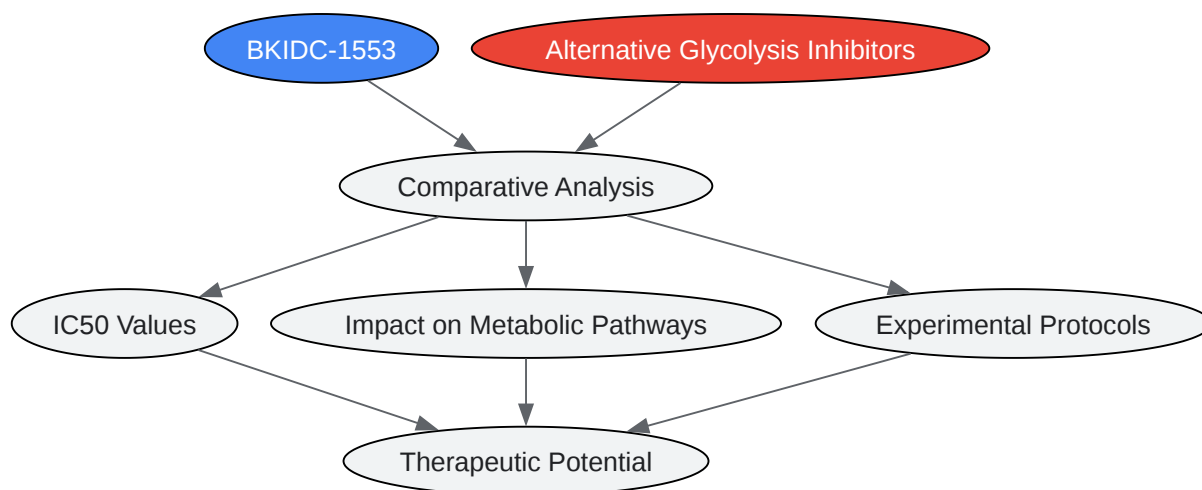 BKIDC-1553
Alternative Glycolysis Inhibitors
Comparative Analysis
IC50 Values
Impact on Metabolic Pathways
Experimental Protocols
Therapeutic Potential